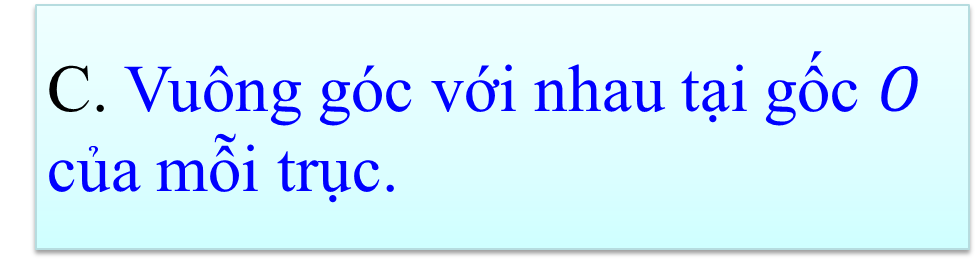 C. Vuông góc với nhau tại gốc O
của mỗi trục.